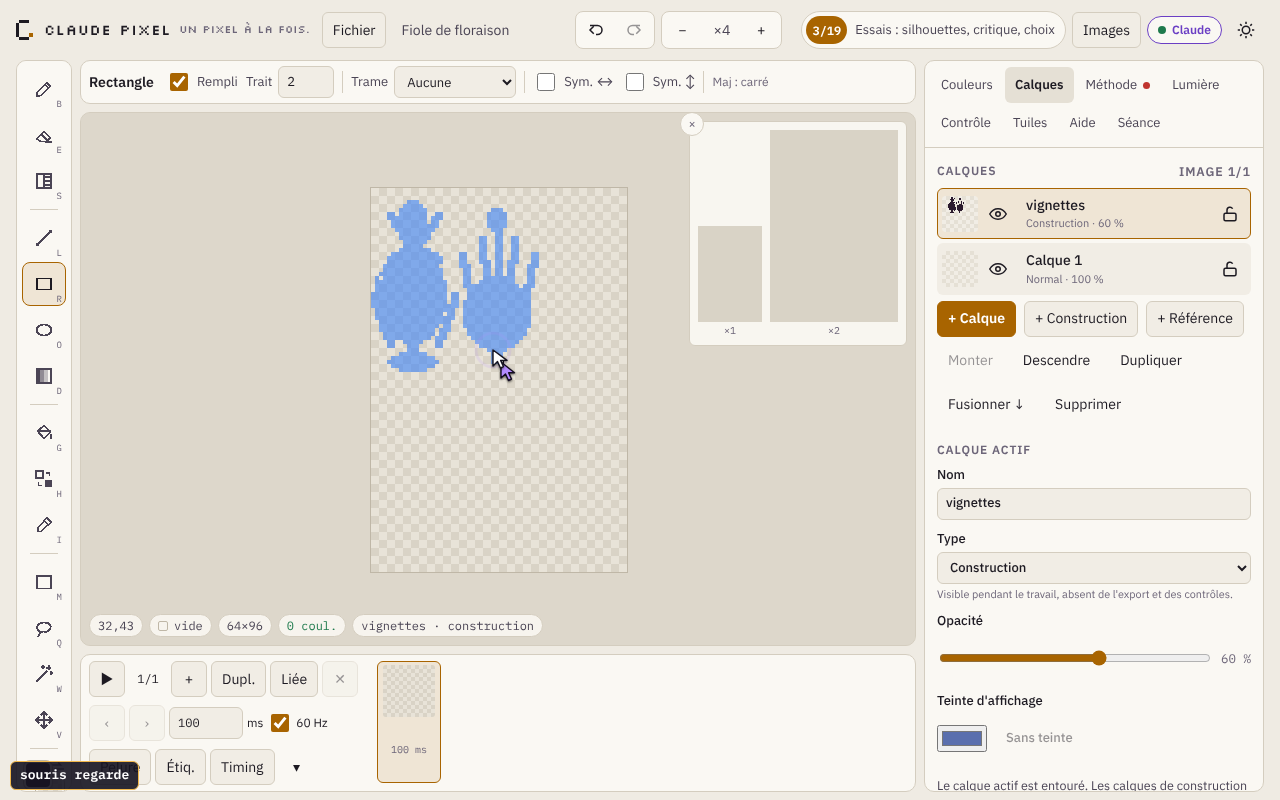 CLAUDE PIXEL UN PIXEL À LA FOIS. Fichier Fiole de floraison − ×4 + 3/19 Essais : silhouettes, critique, choix Images Claude
Rectangle Rempli Trait 2 Trame Aucune Sym. ↔ Sym. ↕ Maj : carré
B
E
S
L
R
O
D
G
H
I
M
Q
W
V
×
×1 ×2
32,43 vide 64×96 0 coul. vignettes · construction
1/1 + Dupl. Liée ×
‹ › 100 ms 60 Hz
Étiq. Timing ▼
100 ms
souris regarde
Couleurs Calques Méthode Lumière
Contrôle Tuiles Aide Séance
CALQUES IMAGE 1/1
vignettes
Construction · 60 %
Calque 1
Normal · 100 %
+ Calque + Construction + Référence
Monter Descendre Dupliquer
Fusionner ↓ Supprimer
CALQUE ACTIF
Nom
vignettes
Type
Construction
Visible pendant le travail, absent de l'export et des contrôles.
Opacité
60 %
Teinte d'affichage
Sans teinte
Le calque actif est entouré. Les calques de construction